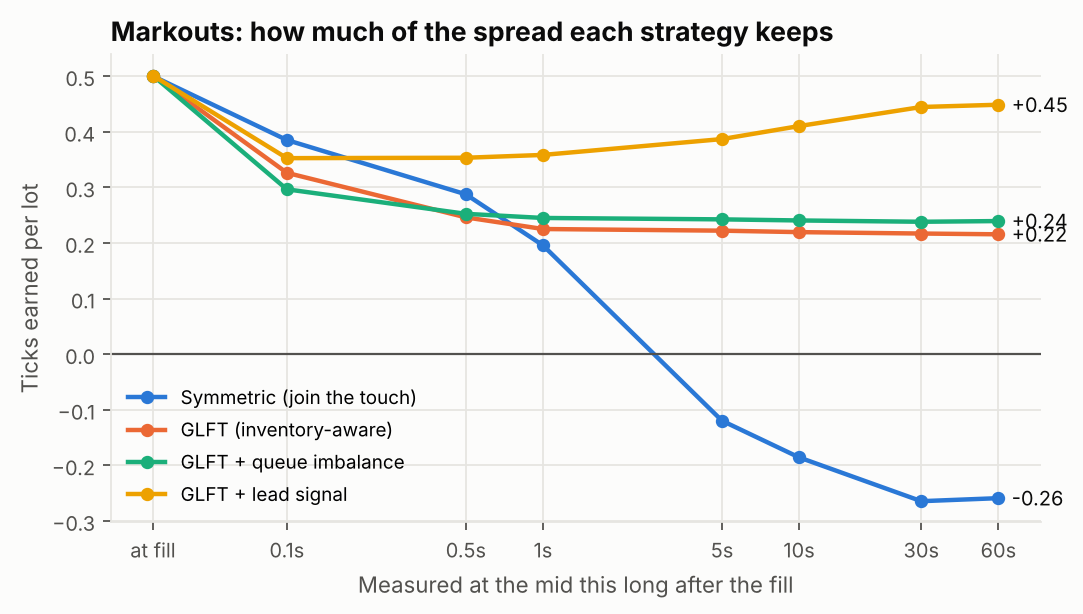 Markouts: how much of the spread each strategy keeps
Ticks earned per lot
0.5
0.4
0.3
0.2
0.1
0.0
−0.1
−0.2
−0.3
+0.45
+0.24
+0.22
-0.26
Symmetric (join the touch)
GLFT (inventory-aware)
GLFT + queue imbalance
GLFT + lead signal
at fill 0.1s 0.5s 1s 5s 10s 30s 60s
Measured at the mid this long after the fill